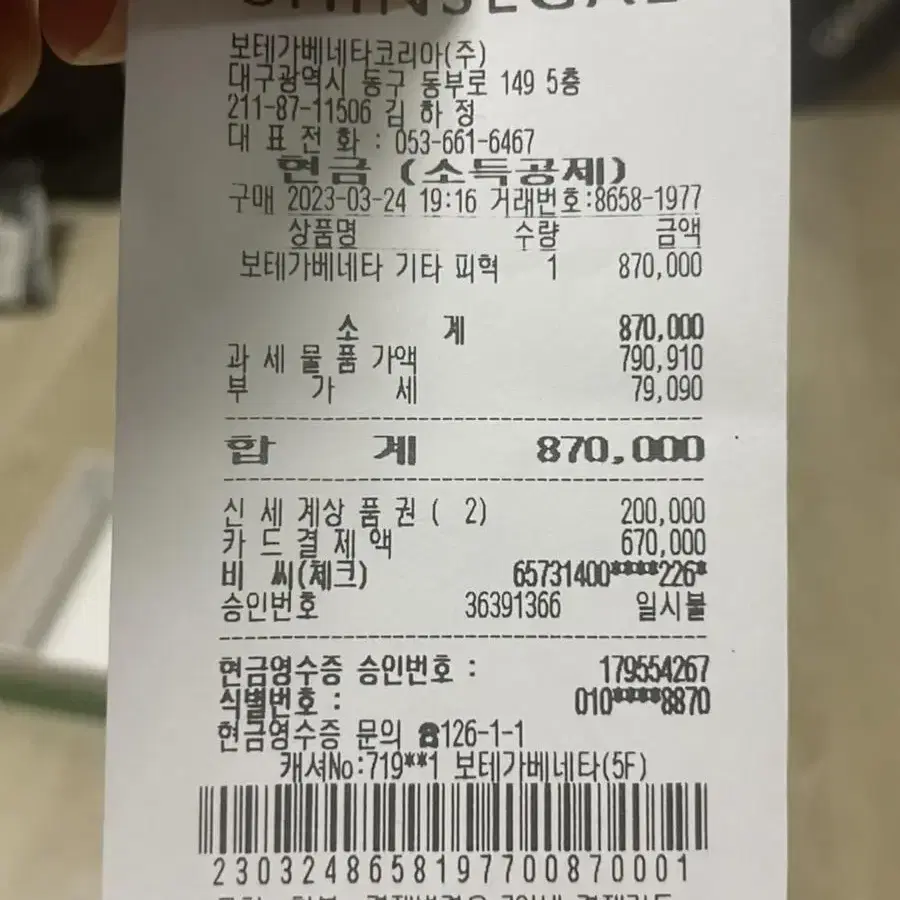 SHINSEGAE
보테가베네타코리아(주)
대구광역시 동구 동부로 149 5층
211-87-11506 김 하 정
대 표 전 화 : 053-661-6467
현금 (소득공제)
구매 2023-03-24 19:16 거래번호:8658-1977
상품명 수량 금액
보테가베네타 기타 피혁 1 870,000
소 계 870,000
과 세 물 품 가액 790,910
부 가 세 79,090
합 계 870,000
신 세 계상 품 권 ( 2) 200,000
카 드 결 제 액 670,000
비 씨(체크) 65731400****226*
승인번호 36391366 일시불
현금영수증 승인번호 : 179554267
식별번호 : 010****8870
현금영수증 문의 ☎126-1-1
캐셔No:719**1 보테가베네타(5F)
2303248658197700870001